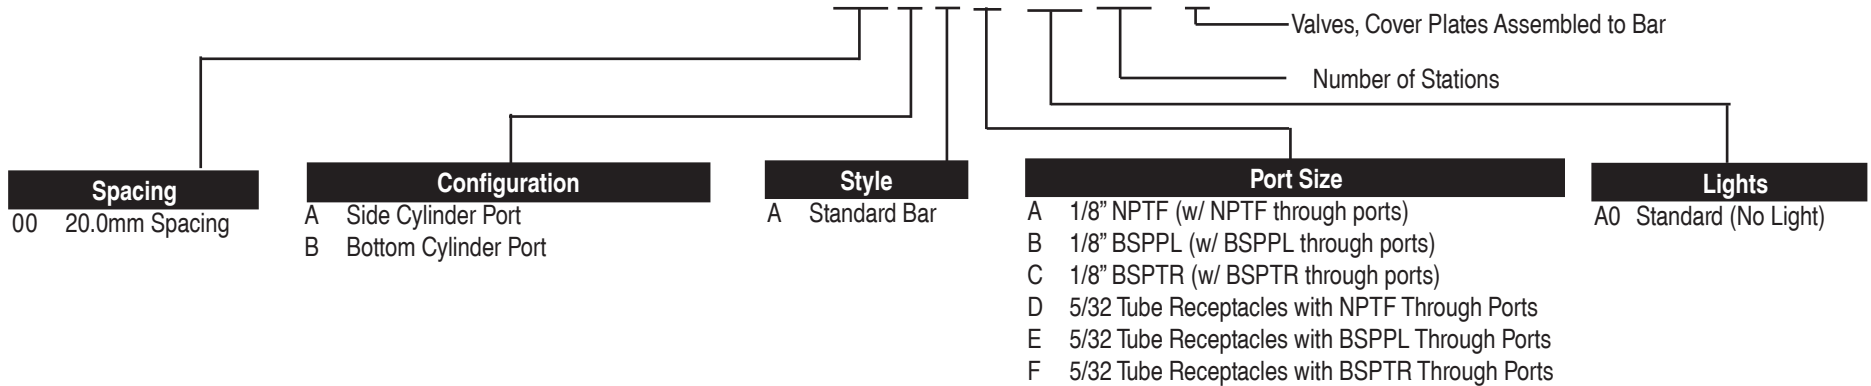 Valves, Cover Plates Assembled to Bar
Number of Stations
Spacing
00 20.0mm Spacing
Configuration
A Side Cylinder Port
B Bottom Cylinder Port
Style
A Standard Bar
Port Size
A 1/8” NPTF (w/ NPTF through ports)
B 1/8” BSPPL (w/ BSPPL through ports)
C 1/8” BSPTR (w/ BSPTR through ports)
D 5/32 Tube Receptacles with NPTF Through Ports
E 5/32 Tube Receptacles with BSPPL Through Ports
F 5/32 Tube Receptacles with BSPTR Through Ports
Lights
A0 Standard (No Light)